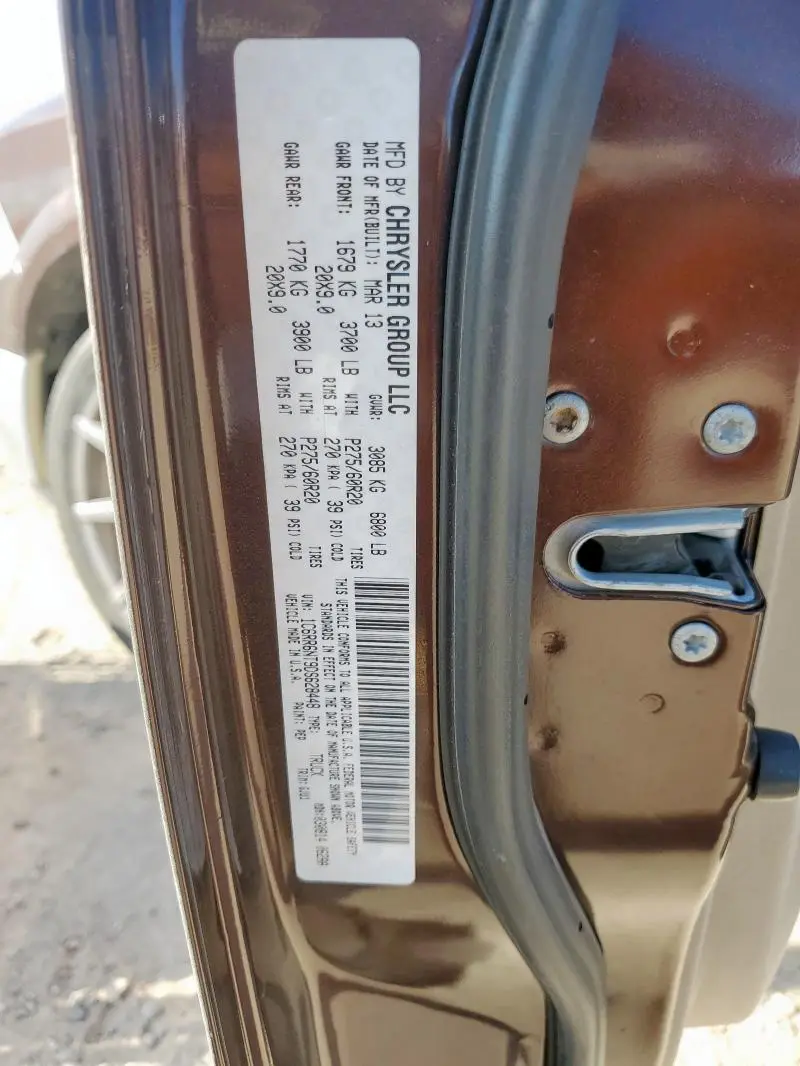 MFD BY CHRYSLER GROUP LLC
DATE OF MFR(BUILT): MAR 13 GVWR: 3085 KG 6800 LB
GAWR FRONT: 1679 KG 3700 LB WITH P275/60R20 TIRES
20X9.0 RIMS AT 270 KPA ( 39 PSI) COLD
GAWR REAR: 1770 KG 3900 LB WITH P275/60R20 TIRES
20X9.0 RIMS AT 270 KPA ( 39 PSI) COLD
THIS VEHICLE CONFORMS TO ALL APPLICABLE U.S.A. FEDERAL MOTOR VEHICLE SAFETY
STANDARDS IN EFFECT ON THE DATE OF MANUFACTURE SHOWN ABOVE.
VIN: 1C6RR6NT9DS628448 TYPE: TRUCK
VEHICLE MADE IN U.S.A. PAINT: PEP TRIM: